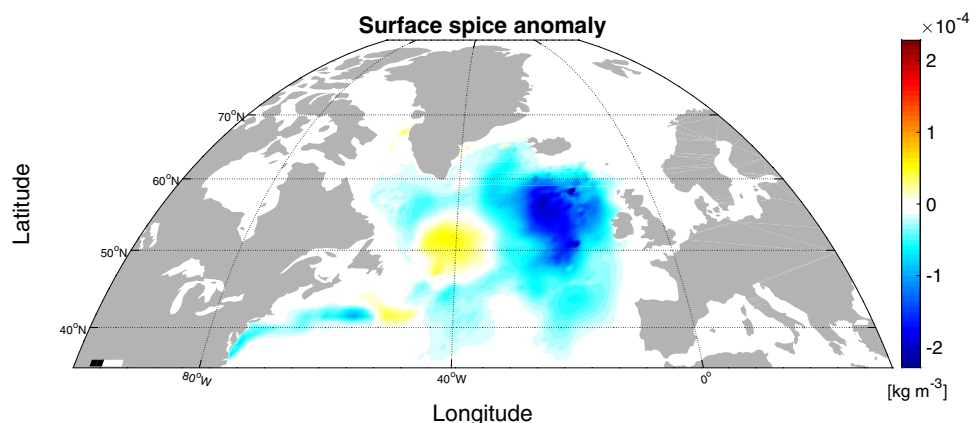 Surface spice anomaly
×10⁻⁴
2
1
0
-1
-2
[kg m⁻³]
70°N
60°N
50°N
40°N
80°W
40°W
0°
Latitude
Longitude